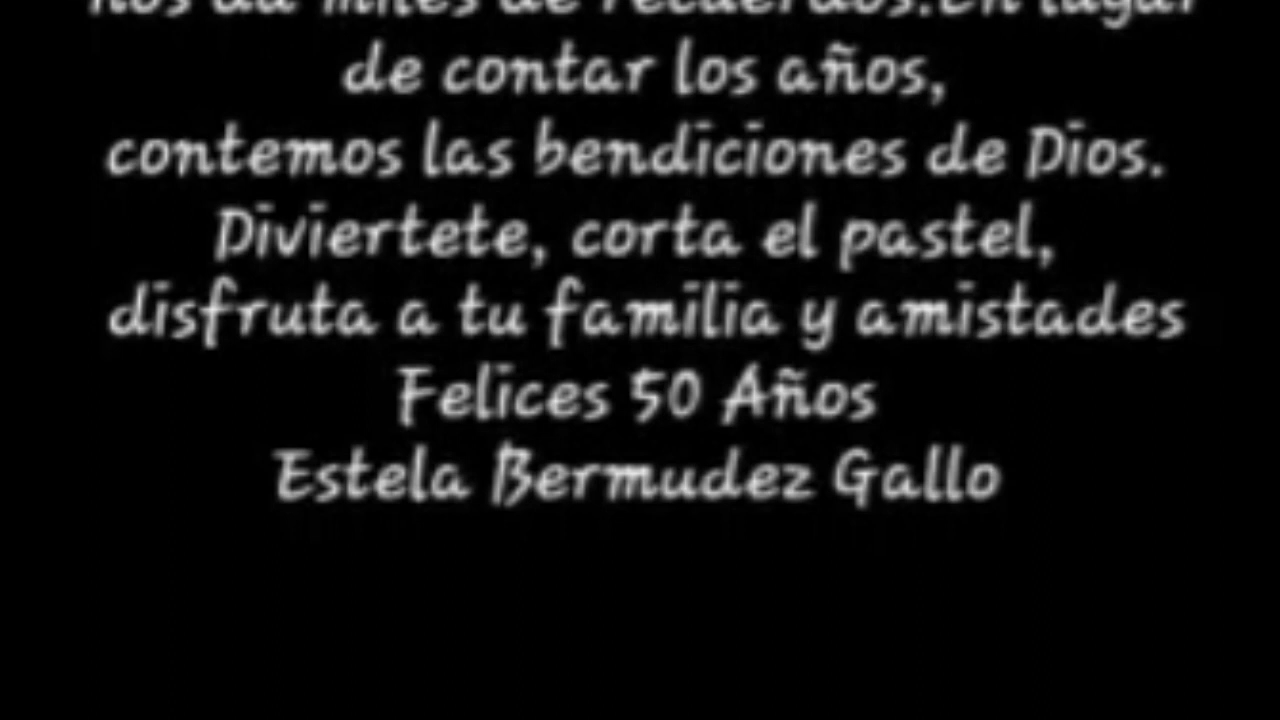 nos da miles de recuerdos.En lugar
de contar los años,
contemos las bendiciones de Dios.
Diviertete, corta el pastel,
disfruta a tu familia y amistades
Felices 50 Años
Estela Bermudez Gallo